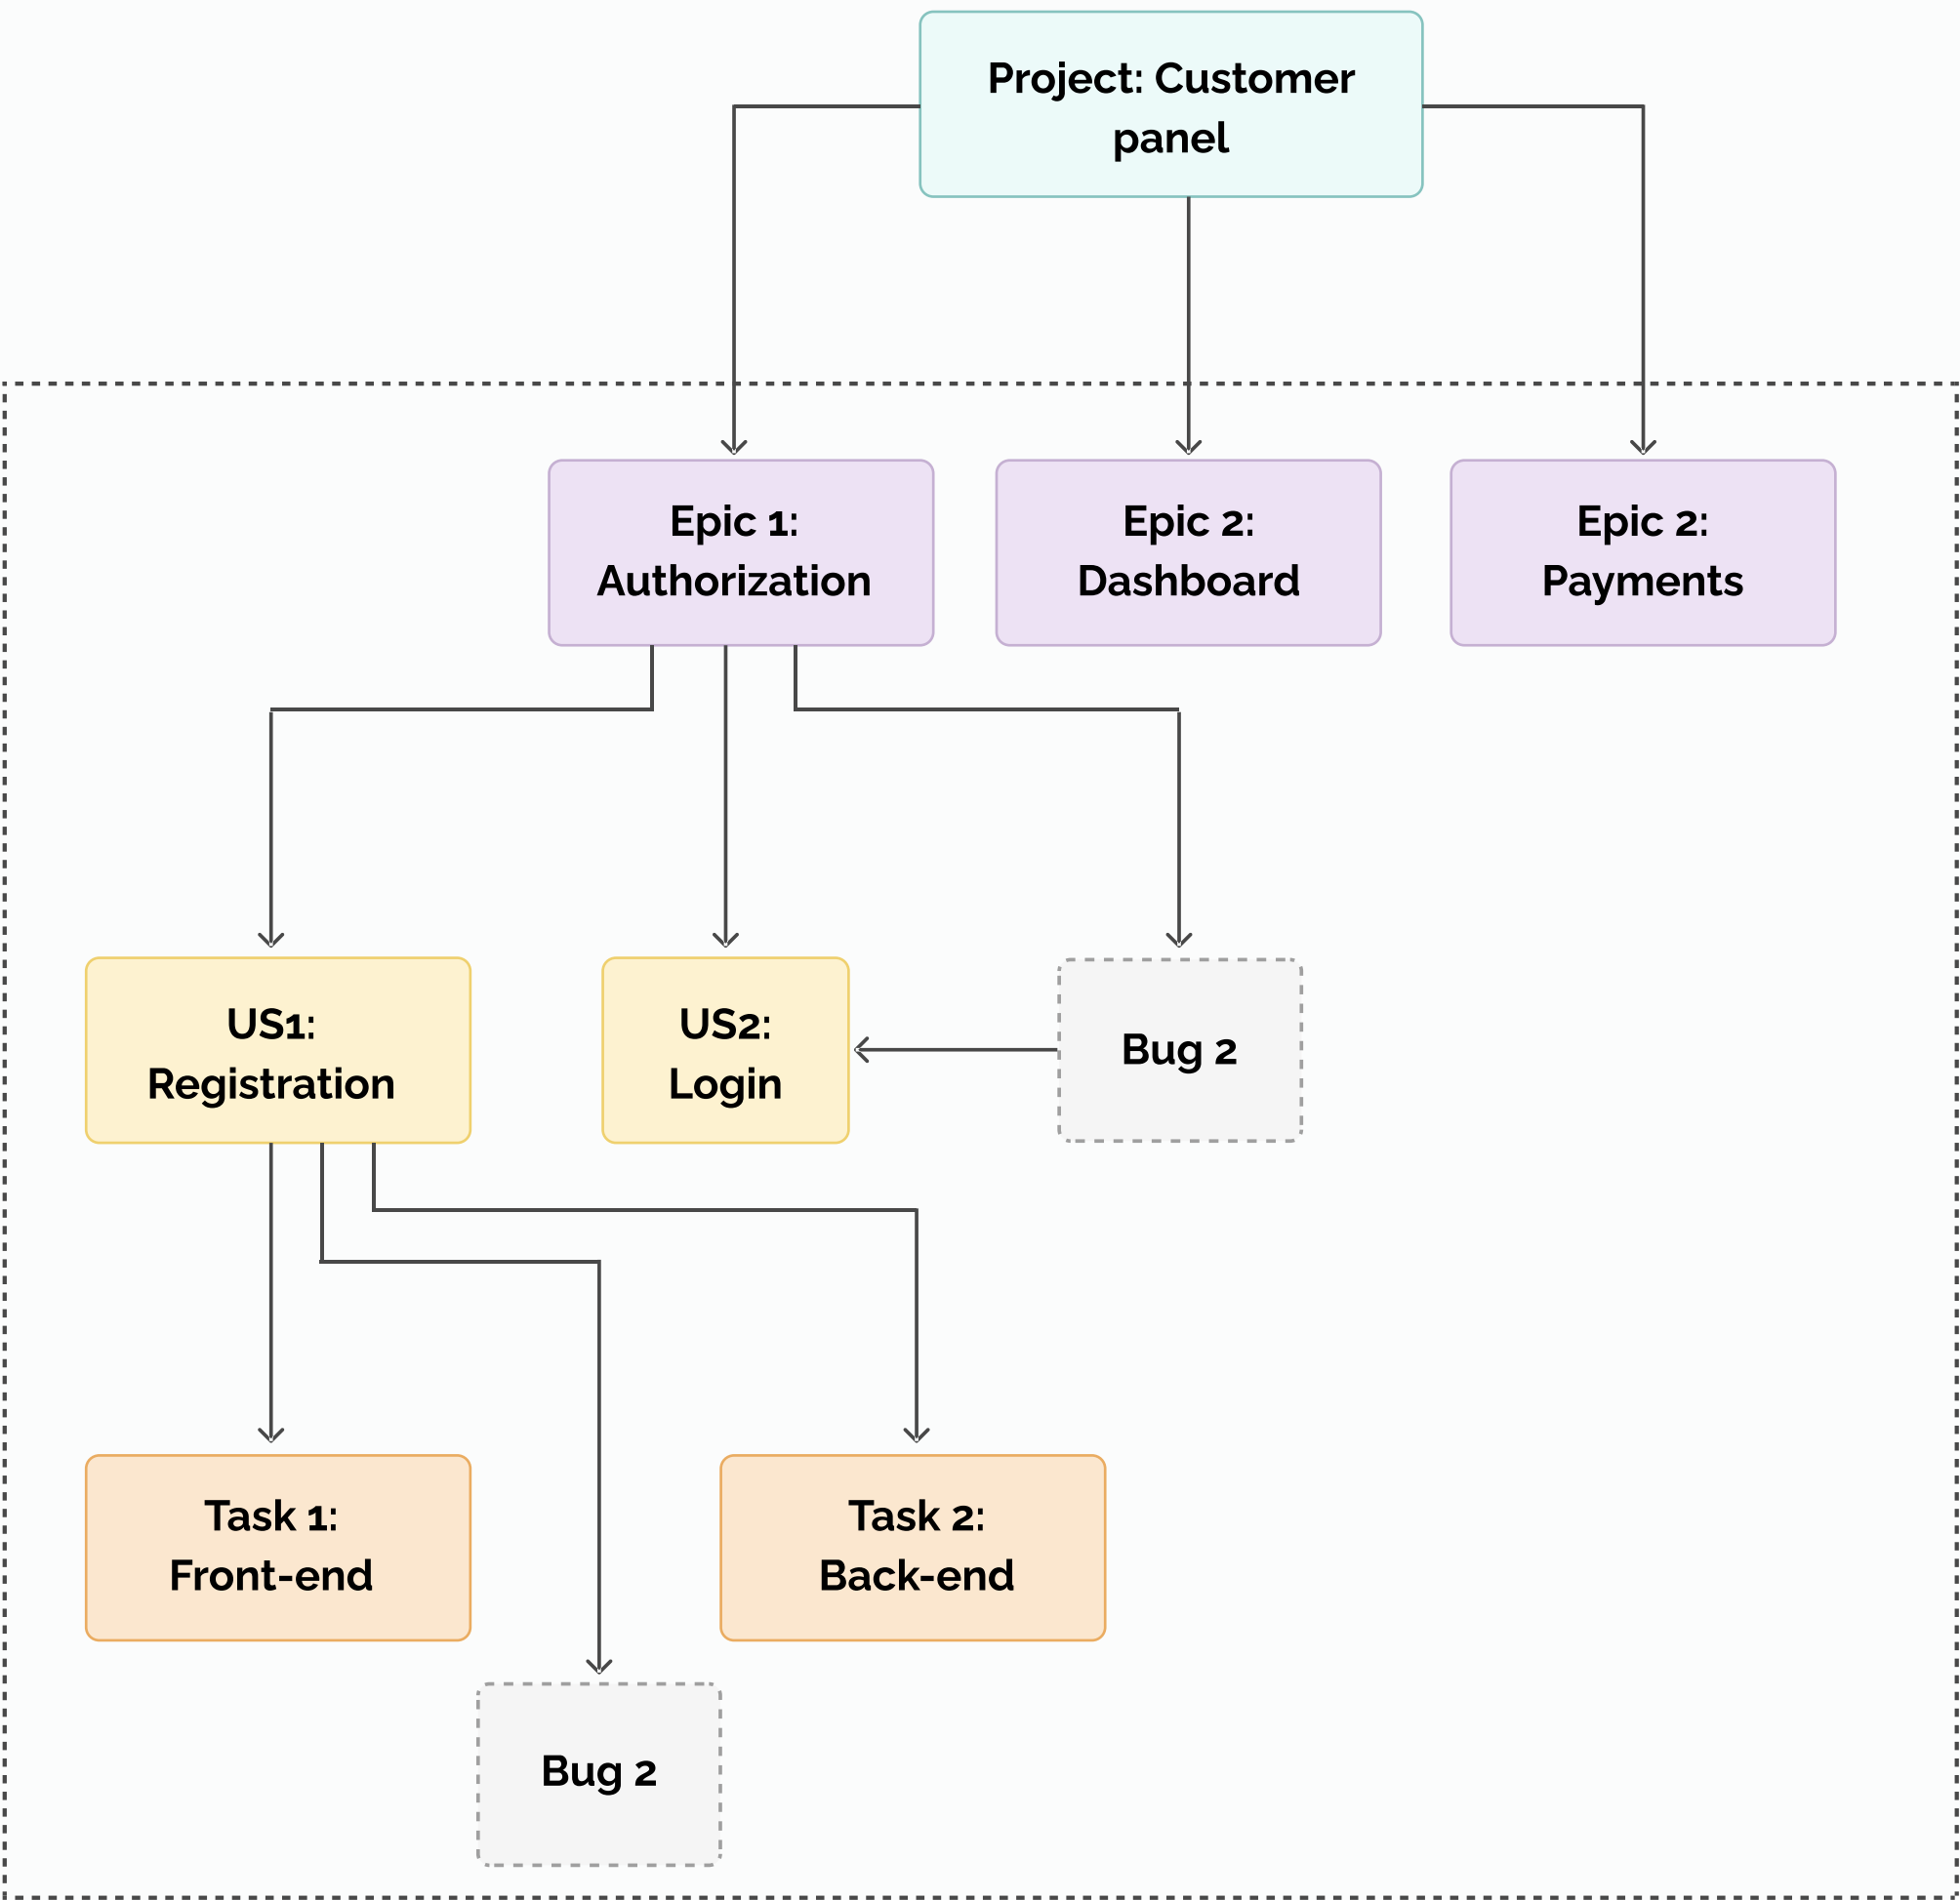 Project: Customer
panel
Epic 1:
Authorization
Epic 2:
Dashboard
Epic 2:
Payments
US1:
Registration
US2:
Login
Bug 2
Task 1:
Front-end
Task 2:
Back-end
Bug 2